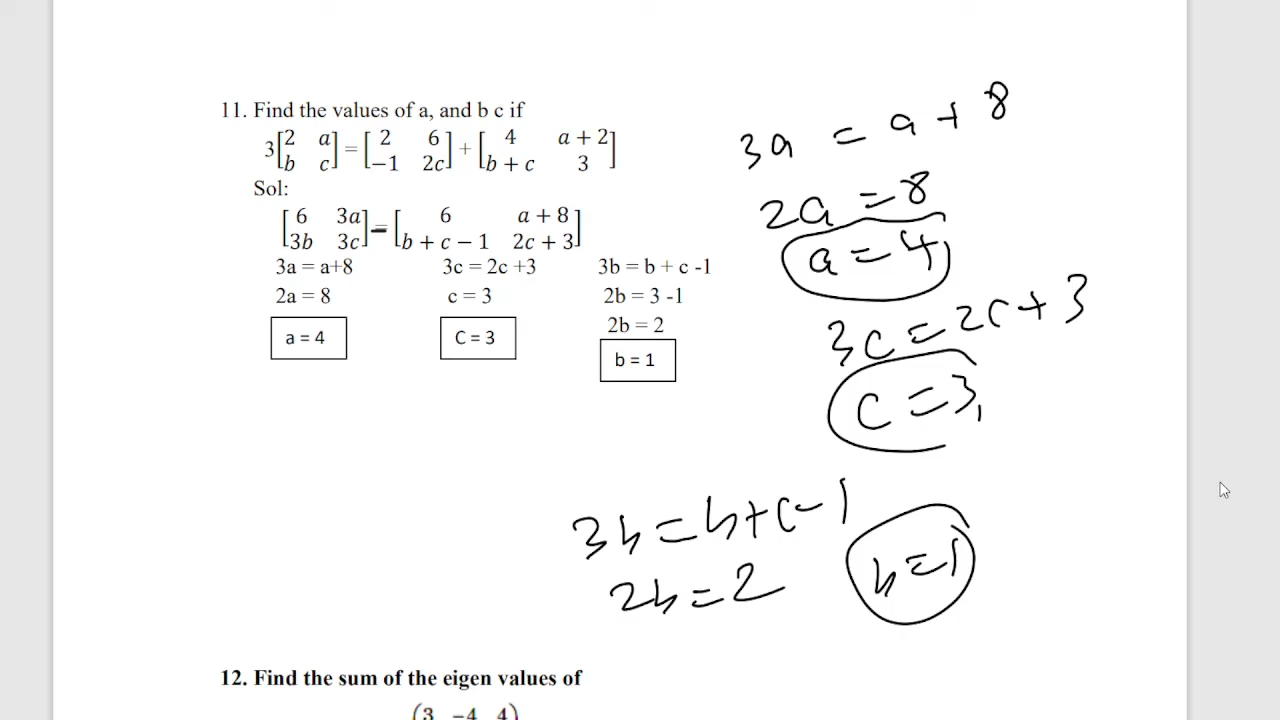 11. Find the values of a, and b c if
3[2 a] = [2 6] + [4 a + 2]
[b c] [−1 2c] [b + c 3]
Sol:
[6 3a] = [6 a + 8]
[3b 3c] [b + c − 1 2c + 3]
3a = a+8 3c = 2c +3 3b = b + c -1
2a = 8 c = 3 2b = 3 -1
2b = 2
a = 4 C = 3 b = 1
3a = a + 8
2a = 8
a = 4
3c = 2c + 3
c = 3,
3b = b + c - 1
2b = 2
b = 1
12. Find the sum of the eigen values of
(3 −4 4)